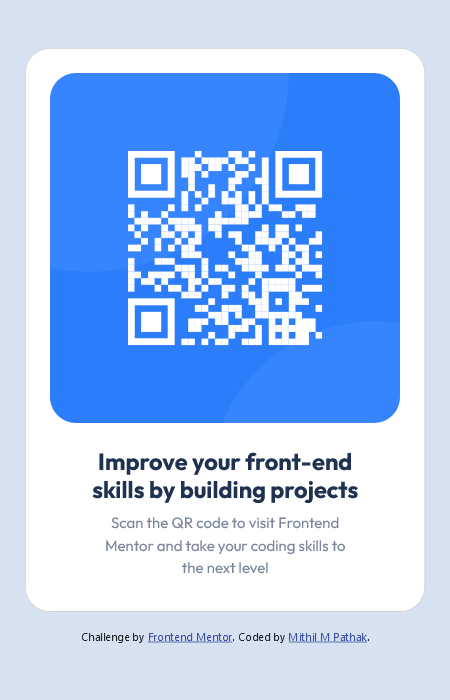 Improve your front-end
skills by building projects
Scan the QR code to visit Frontend
Mentor and take your coding skills to
the next level
Challenge by Frontend Mentor. Coded by Mithil M Pathak.